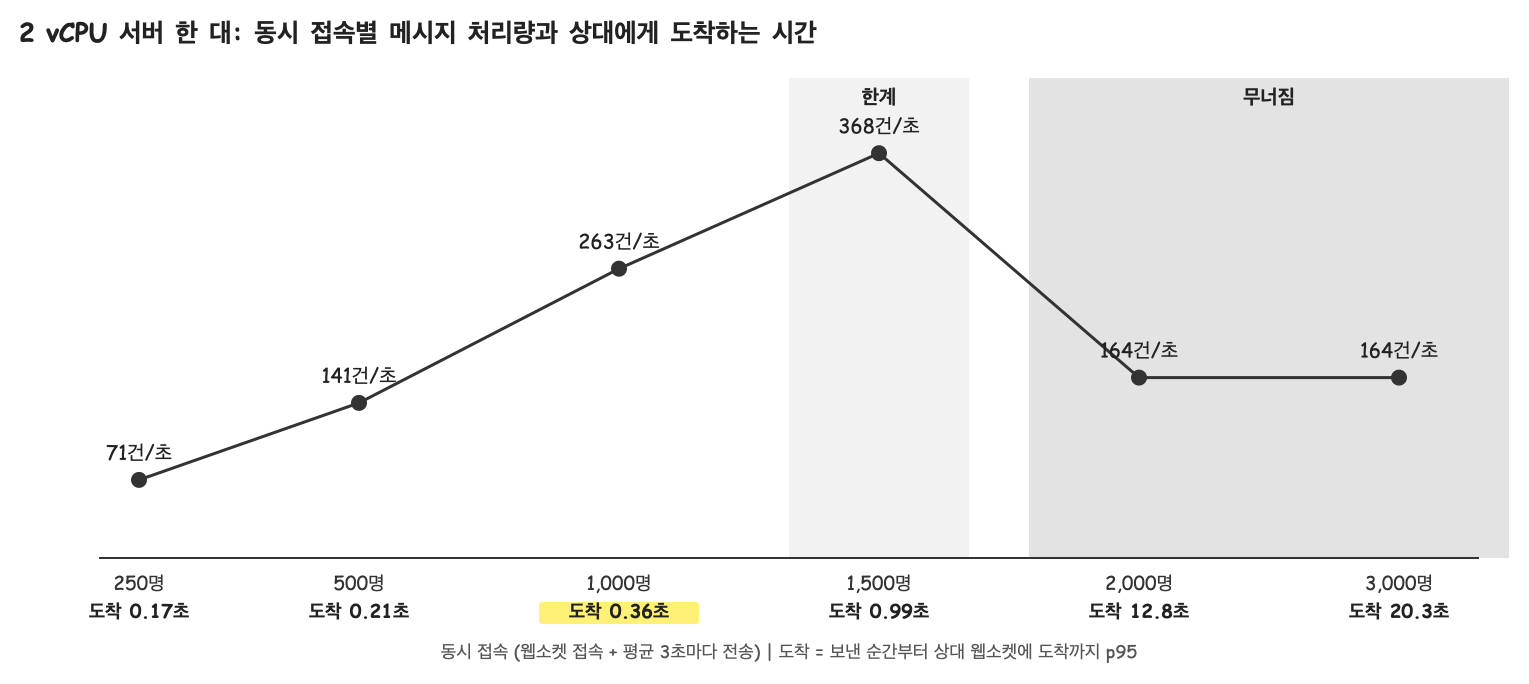 2 vCPU 서버 한 대: 동시 접속별 메시지 처리량과 상대에게 도착하는 시간
한계
무너짐
368건/초
263건/초
164건/초
164건/초
141건/초
71건/초
250명
500명
1,000명
1,500명
2,000명
3,000명
도착 0.17초
도착 0.21초
도착 0.36초
도착 0.99초
도착 12.8초
도착 20.3초
동시 접속 (웹소켓 접속 + 평균 3초마다 전송) | 도착 = 보낸 순간부터 상대 웹소켓에 도착까지 p95